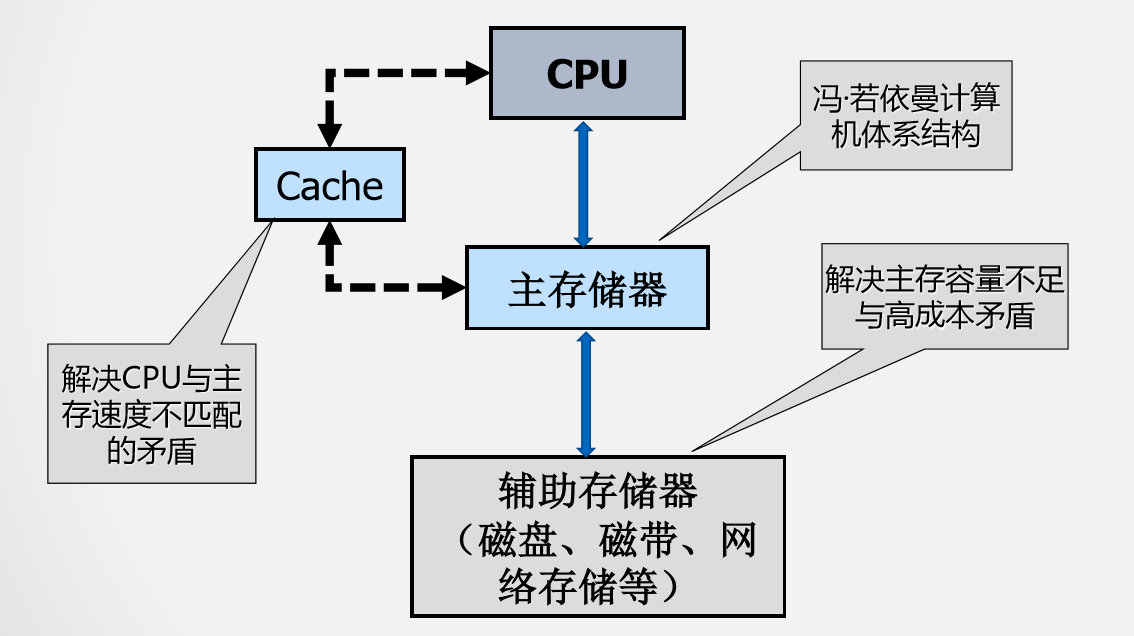 CPU
冯·若依曼计算
机体系结构
Cache
主存储器
解决主存容量不足
与高成本矛盾
解决CPU与主
存速度不匹配
的矛盾
辅助存储器
（磁盘、磁带、网
络存储等）